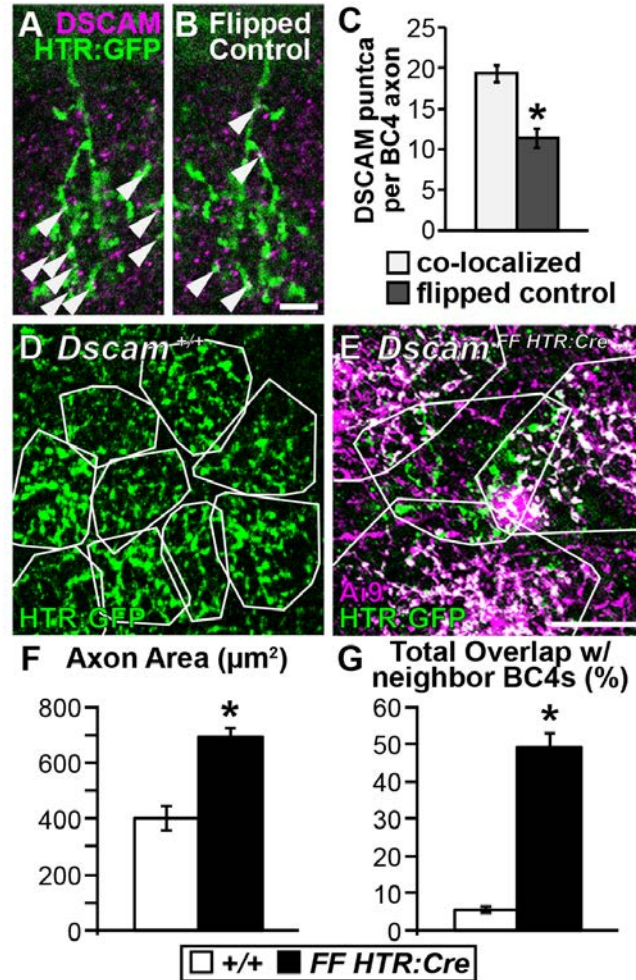 A DSCAM
HTR:GFP
B Flipped
Control
C
DSCAM puntca
per BC4 axon
25
20
15
10
5
0
*
co-localized
flipped control
D Dscam+/+
HTR:GFP
E Dscam FF HTR:Cre
Ai9
HTR:GFP
F Axon Area (µm²)
800
600
400
200
0
*
G Total Overlap w/
neighbor BC4s (%)
60
50
40
30
20
10
0
*
+/+ FF HTR:Cre